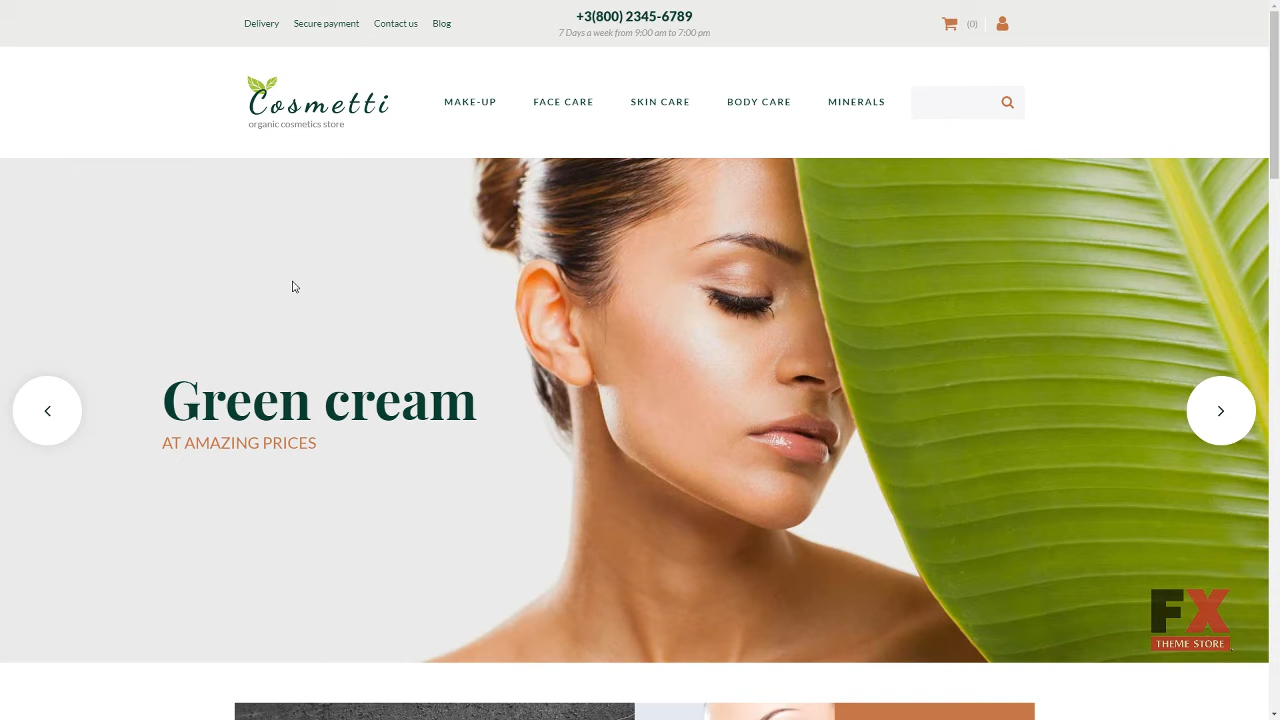 Delivery Secure payment Contact us Blog
+3(800) 2345-6789
7 Days a week from 9:00 am to 7:00 pm
(0)
Cosmetti
organic cosmetics store
MAKE-UP FACE CARE SKIN CARE BODY CARE MINERALS
Green cream
AT AMAZING PRICES
FX
THEME STORE